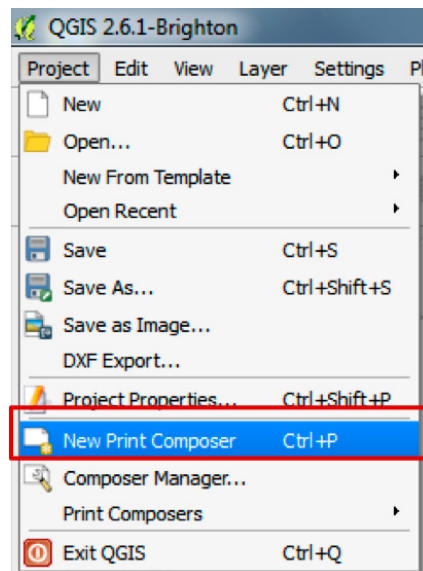 QGIS 2.6.1-Brighton
Project Edit View Layer Settings
New Ctrl+N
Open... Ctrl+O
New From Template
Open Recent
Save Ctrl+S
Save As... Ctrl+Shift+S
Save as Image...
DXF Export...
Project Properties... Ctrl+Shift+P
New Print Composer Ctrl+P
Composer Manager...
Print Composers
Exit QGIS Ctrl+Q